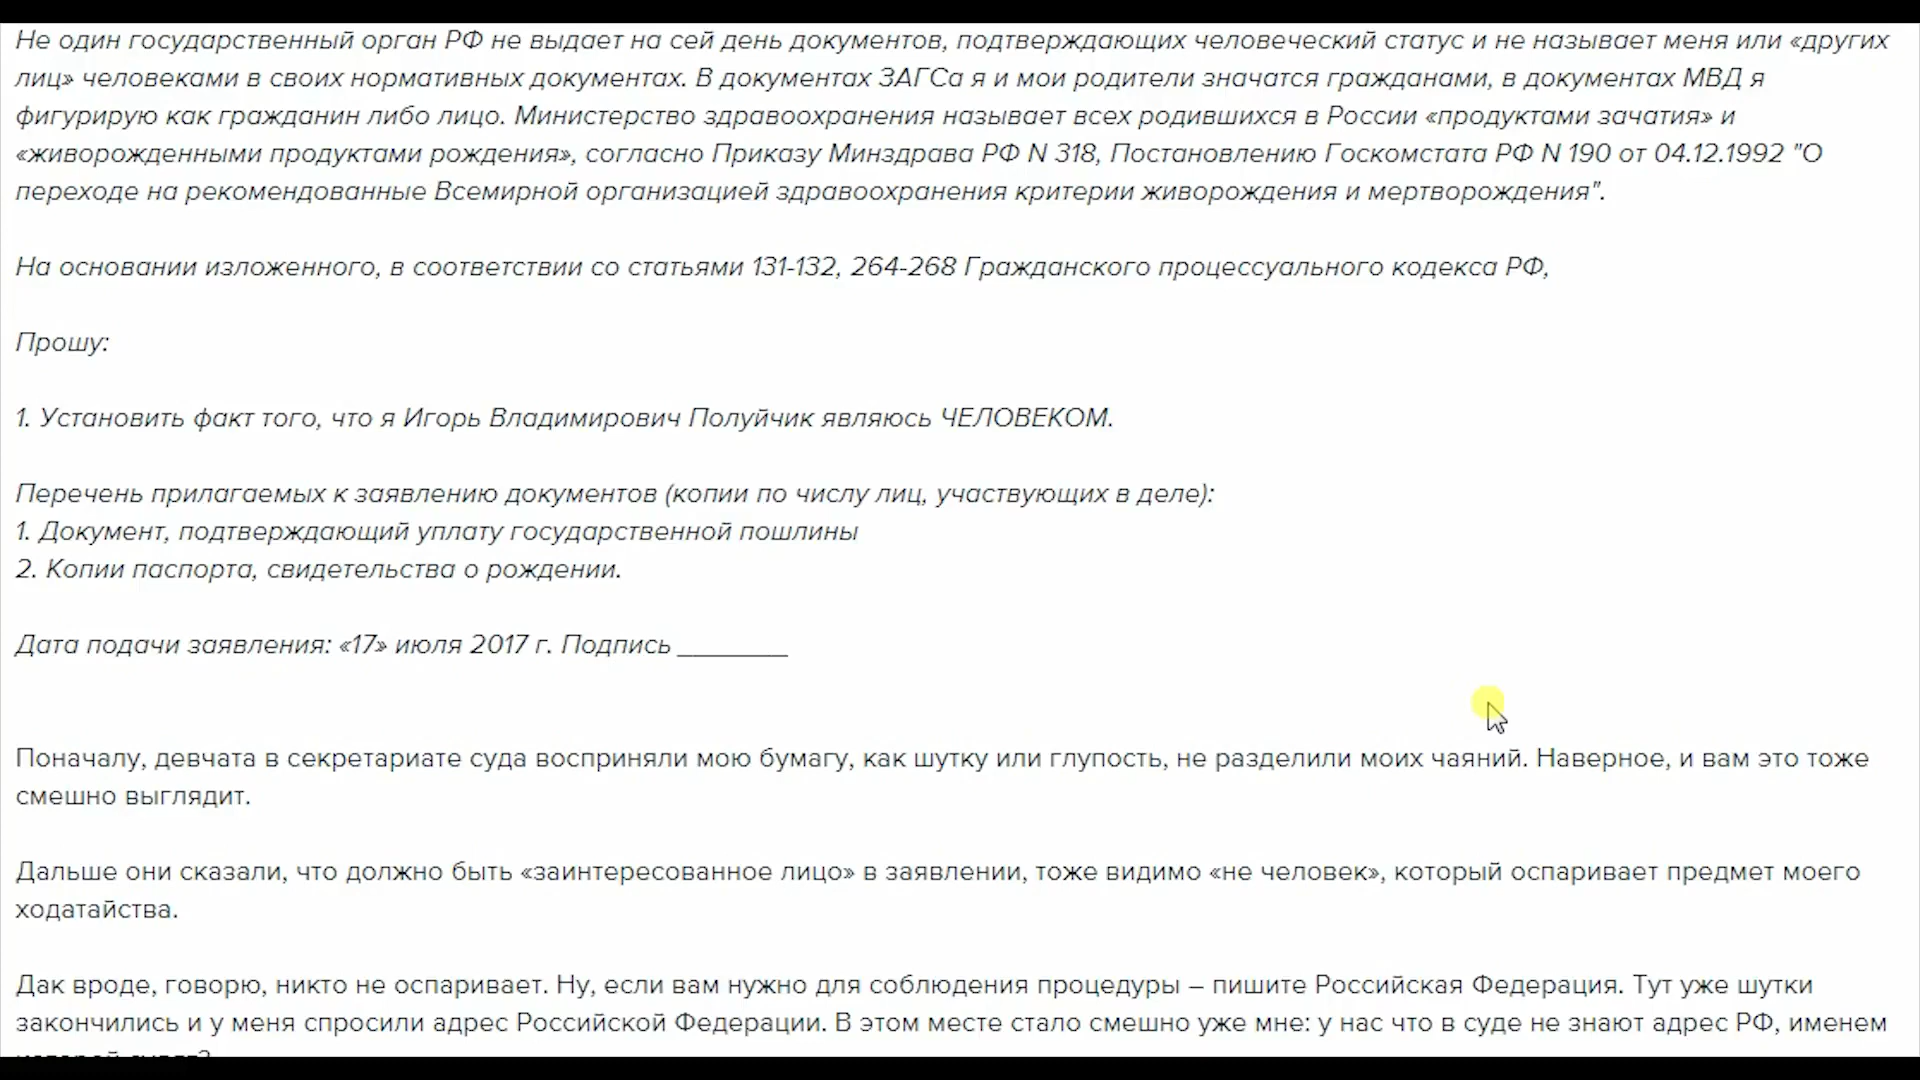 Не один государственный орган РФ не выдает на сей день документов, подтверждающих человеческий статус и не называет меня или «других
лиц» человеками в своих нормативных документах. В документах ЗАГСа я и мои родители значатся гражданами, в документах МВД я
фигурирую как гражданин либо лицо. Министерство здравоохранения называет всех родившихся в России «продуктами зачатия» и
«живорожденными продуктами рождения», согласно Приказу Минздрава РФ N 318, Постановлению Госкомстата РФ N 190 от 04.12.1992 "О
переходе на рекомендованные Всемирной организацией здравоохранения критерии живорождения и мертворождения".
На основании изложенного, в соответствии со статьями 131-132, 264-268 Гражданского процессуального кодекса РФ,
Прошу:
1. Установить факт того, что я Игорь Владимирович Полуйчик являюсь ЧЕЛОВЕКОМ.
Перечень прилагаемых к заявлению документов (копии по числу лиц, участвующих в деле):
1. Документ, подтверждающий уплату государственной пошлины
2. Копии паспорта, свидетельства о рождении.
Дата подачи заявления: «17» июля 2017 г. Подпись ________
Поначалу, девчата в секретариате суда восприняли мою бумагу, как шутку или глупость, не разделили моих чаяний. Наверное, и вам это тоже
смешно выглядит.
Дальше они сказали, что должно быть «заинтересованное лицо» в заявлении, тоже видимо «не человек», который оспаривает предмет моего
ходатайства.
Дак вроде, говорю, никто не оспаривает. Ну, если вам нужно для соблюдения процедуры – пишите Российская Федерация. Тут уже шутки
закончились и у меня спросили адрес Российской Федерации. В этом месте стало смешно уже мне: у нас что в суде не знают адрес РФ, именем